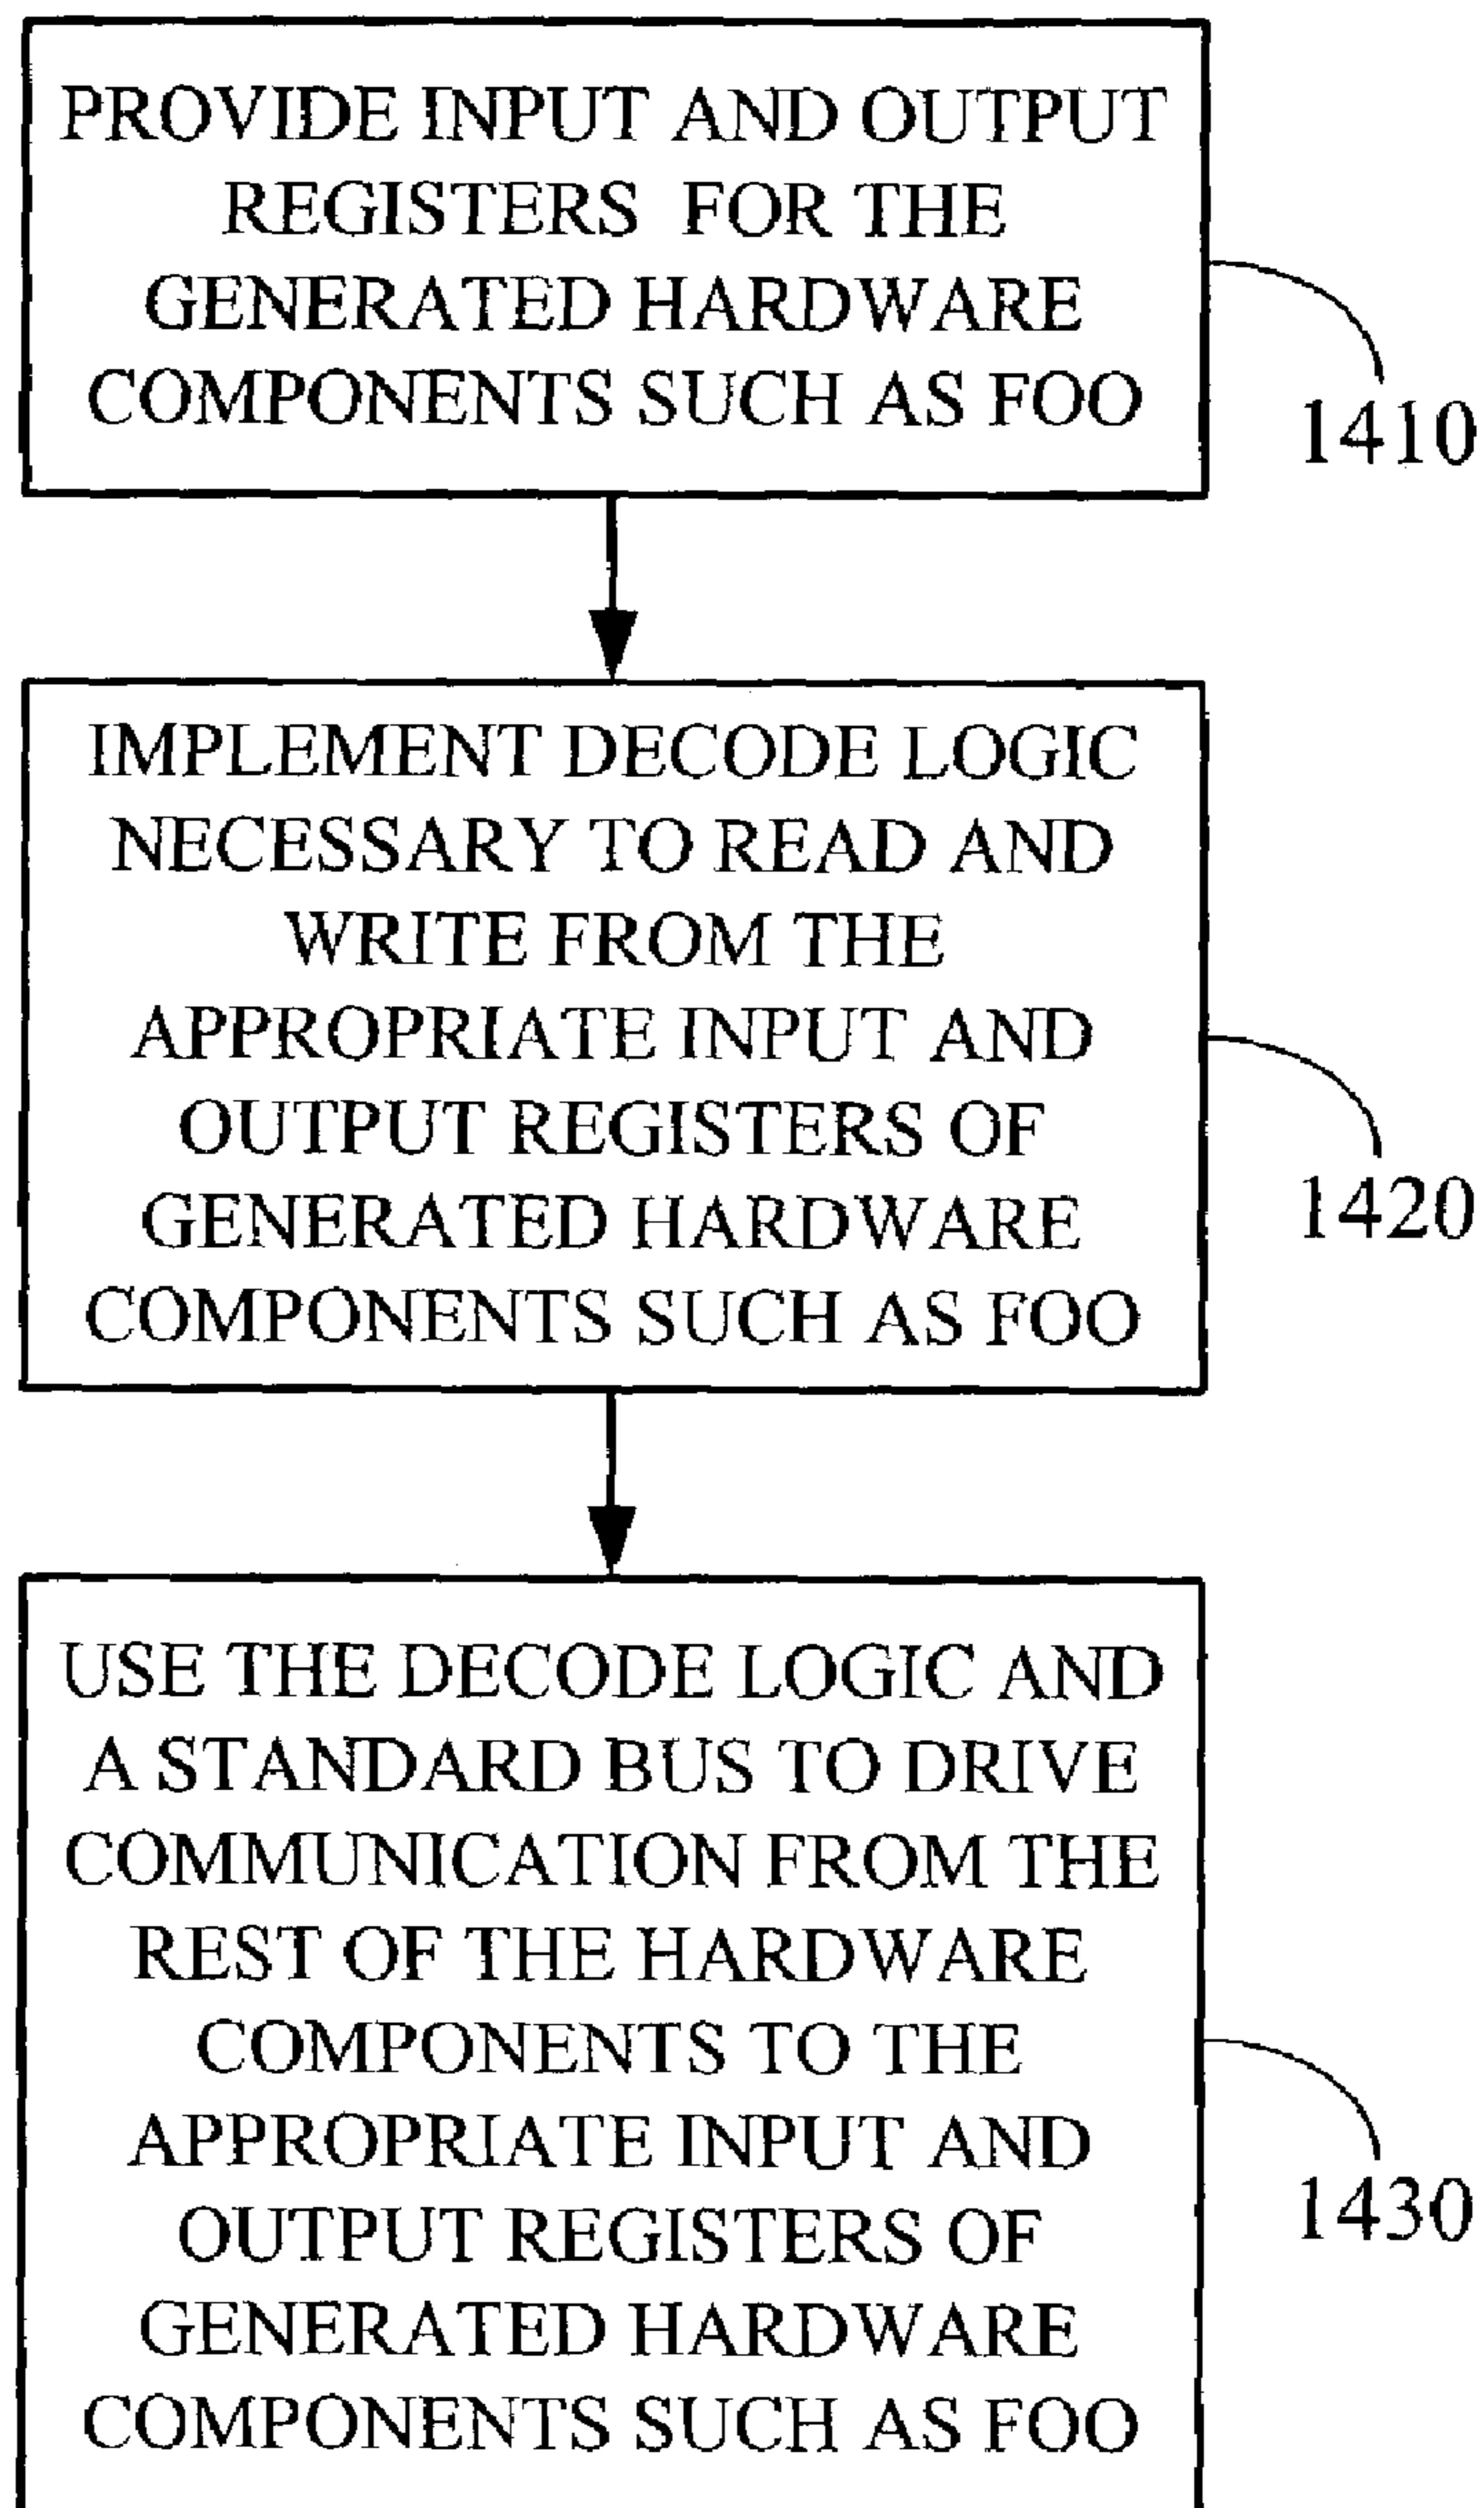 PROVIDE INPUT AND OUTPUT
REGISTERS FOR THE
GENERATED HARDWARE
COMPONENTS SUCH AS FOO
1410
IMPLEMENT DECODE LOGIC
NECESSARY TO READ AND
WRITE FROM THE
APPROPRIATE INPUT AND
OUTPUT REGISTERS OF
GENERATED HARDWARE
COMPONENTS SUCH AS FOO
1420
USE THE DECODE LOGIC AND
A STANDARD BUS TO DRIVE
COMMUNICATION FROM THE
REST OF THE HARDWARE
COMPONENTS TO THE
APPROPRIATE INPUT AND
OUTPUT REGISTERS OF
GENERATED HARDWARE
COMPONENTS SUCH AS FOO
1430